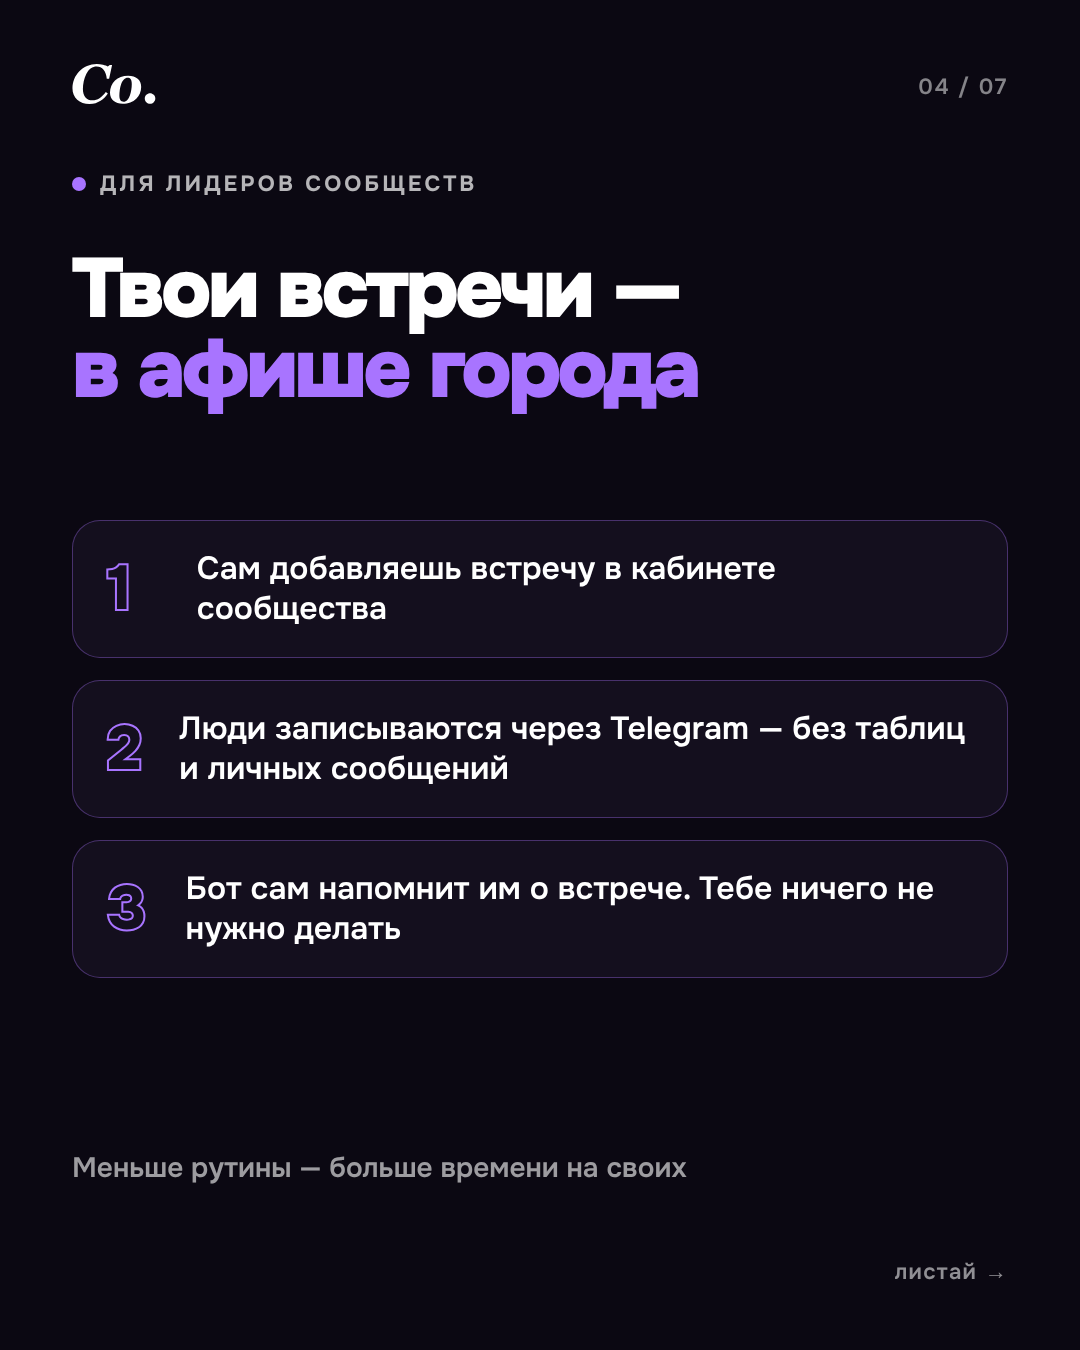 Co.
04 / 07
ДЛЯ ЛИДЕРОВ СООБЩЕСТВ
Твои встречи —
в афише города
1
Сам добавляешь встречу в кабинете
сообщества
2
Люди записываются через Telegram — без таблиц
и личных сообщений
3
Бот сам напомнит им о встрече. Тебе ничего не
нужно делать
Меньше рутины — больше времени на своих
листай →